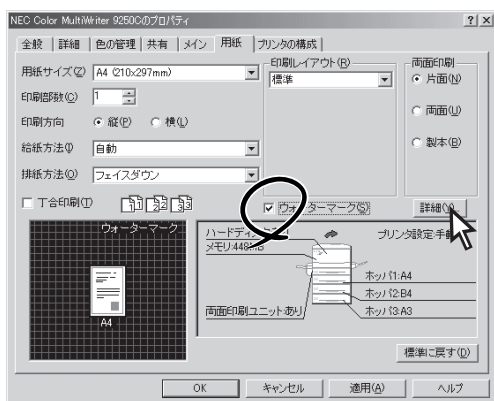 NEC Color MultiWriter 9250Cのプロパティ
全般 詳細 色の管理 共有 メイン 用紙 プリンタの構成
用紙サイズ(Z) A4 (210x297mm)
印刷部数(C) 1
印刷方向 縦(P) 横(L)
給紙方法(I) 自動
排紙方法(O) フェイスダウン
丁合印刷(T)
印刷レイアウト(R)
標準
両面印刷
片面(N)
両面(U)
製本(B)
ウォーターマーク(S) 詳細
ウォーターマーク
A4
メモリ:448MB
プリンタ設定:手動
ホッパ1:A4
ホッパ2:B4
ホッパ3:A3
両面印刷ユニットあり
標準に戻す(D)
OK キャンセル 適用(A) ヘルプ